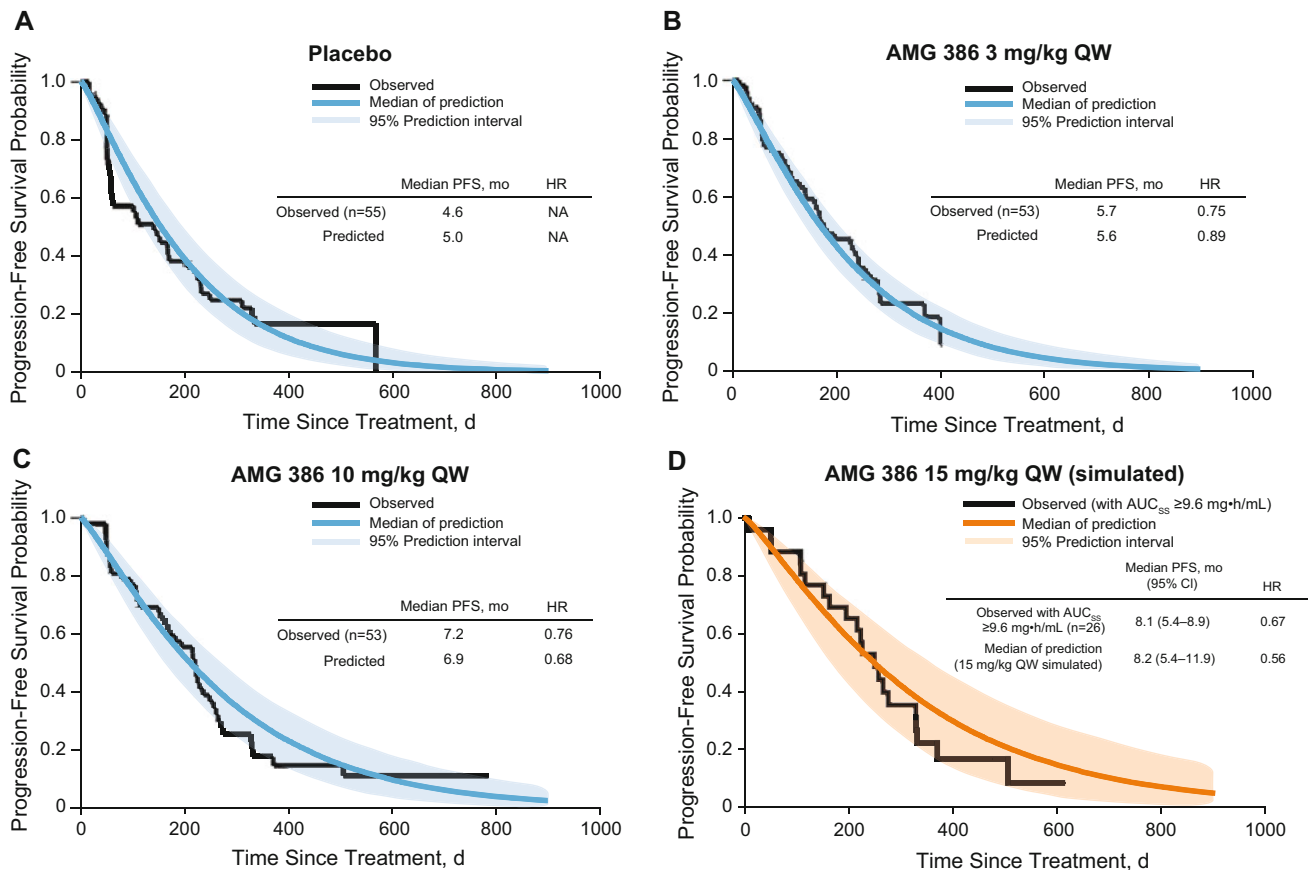 A
Placebo
Observed
Median of prediction
95% Prediction interval
Median PFS, mo HR
Observed (n=55) 4.6 NA
Predicted 5.0 NA
Progression-Free Survival Probability
1.0
0.8
0.6
0.4
0.2
0
0 200 400 600 800 1000
Time Since Treatment, d
B
AMG 386 3 mg/kg QW
Observed
Median of prediction
95% Prediction interval
Median PFS, mo HR
Observed (n=53) 5.7 0.75
Predicted 5.6 0.89
Progression-Free Survival Probability
1.0
0.8
0.6
0.4
0.2
0
0 200 400 600 800 1000
Time Since Treatment, d
C
AMG 386 10 mg/kg QW
Observed
Median of prediction
95% Prediction interval
Median PFS, mo HR
Observed (n=53) 7.2 0.76
Predicted 6.9 0.68
Progression-Free Survival Probability
1.0
0.8
0.6
0.4
0.2
0
0 200 400 600 800 1000
Time Since Treatment, d
D
AMG 386 15 mg/kg QW (simulated)
Observed (with AUCss ≥9.6 mg•h/mL)
Median of prediction
95% Prediction interval
Median PFS, mo
(95% CI) HR
Observed with AUCss
≥9.6 mg•h/mL (n=26) 8.1 (5.4–8.9) 0.67
Median of prediction
(15 mg/kg QW simulated) 8.2 (5.4–11.9) 0.56
Progression-Free Survival Probability
1.0
0.8
0.6
0.4
0.2
0
0 200 400 600 800 1000
Time Since Treatment, d